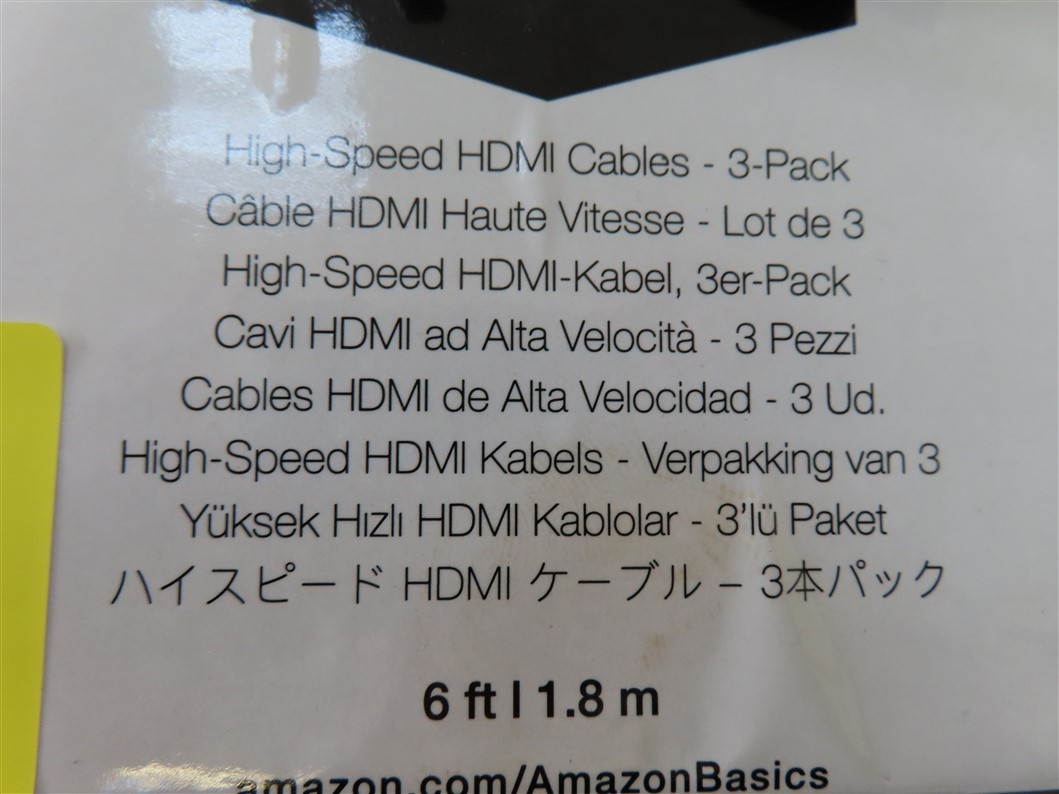 High-Speed HDMI Cables - 3-Pack
Câble HDMI Haute Vitesse - Lot de 3
High-Speed HDMI-Kabel, 3er-Pack
Cavi HDMI ad Alta Velocità - 3 Pezzi
Cables HDMI de Alta Velocidad - 3 Ud.
High-Speed HDMI Kabels - Verpakking van 3
Yüksek Hızlı HDMI Kablolar - 3’lü Paket
ハイスピード HDMI ケーブル – 3本パック
6 ft l 1.8 m
amazon.com/AmazonBasics